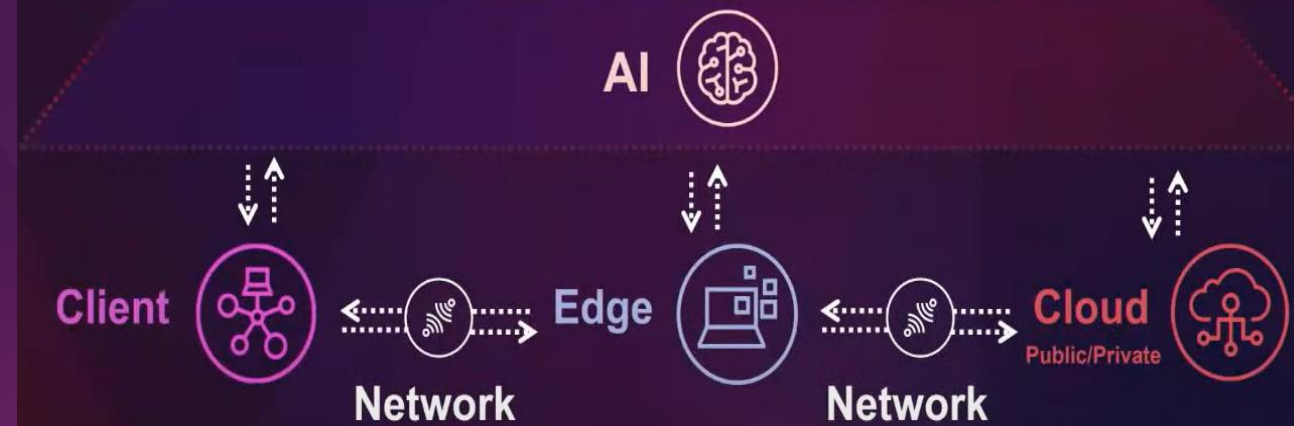 AI
Client
Edge
Cloud
Public/Private
Network
Network